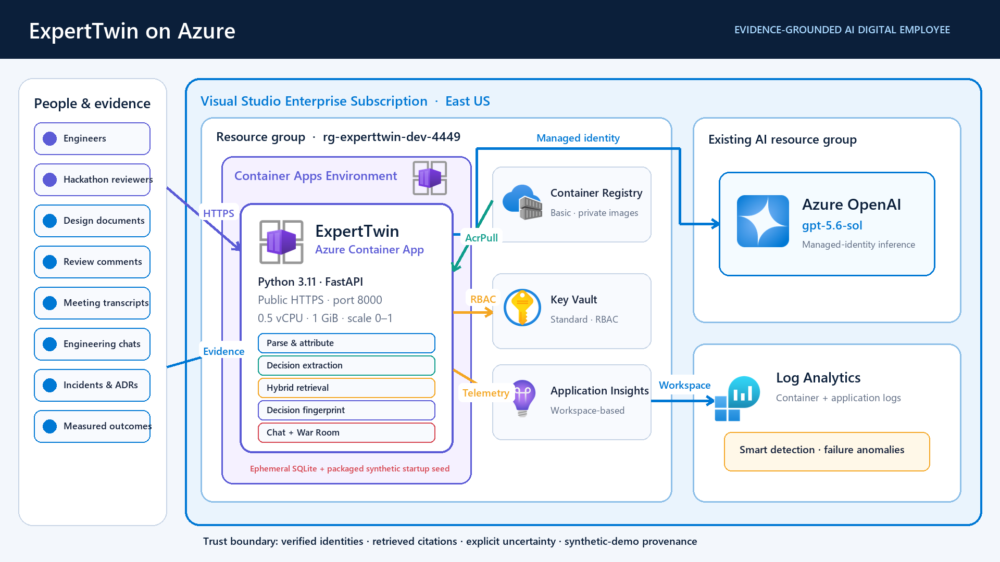 ExpertTwin on Azure
EVIDENCE-GROUNDED AI DIGITAL EMPLOYEE
People & evidence
Engineers
Hackathon reviewers
Design documents
Review comments
Meeting transcripts
Engineering chats
Incidents & ADRs
Measured outcomes
HTTPS
Evidence
Visual Studio Enterprise Subscription · East US
Resource group · rg-experttwin-dev-4449
Container Apps Environment
ExpertTwin
Azure Container App
Python 3.11 · FastAPI
Public HTTPS · port 8000
0.5 vCPU · 1 GiB · scale 0–1
Parse & attribute
Decision extraction
Hybrid retrieval
Decision fingerprint
Chat + War Room
Ephemeral SQLite + packaged synthetic startup seed
Managed identity
AcrPull
RBAC
Telemetry
Container Registry
Basic · private images
Key Vault
Standard · RBAC
Application Insights
Workspace-based
Workspace
Existing AI resource group
Azure OpenAI
gpt-5.6-sol
Managed-identity inference
Log Analytics
Container + application logs
Smart detection · failure anomalies
Trust boundary: verified identities · retrieved citations · explicit uncertainty · synthetic-demo provenance